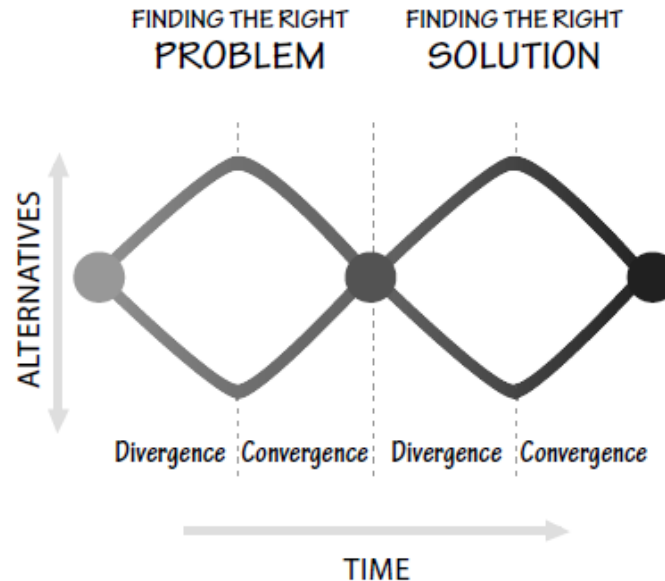 FINDING THE RIGHT
PROBLEM
FINDING THE RIGHT
SOLUTION
ALTERNATIVES
Divergence
Convergence
Divergence
Convergence
TIME